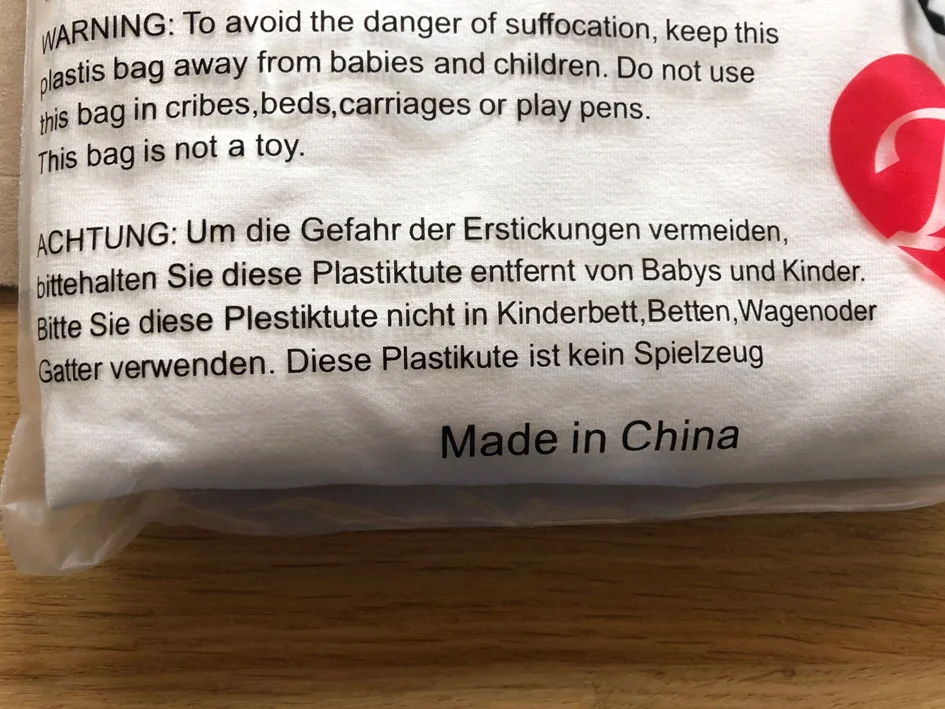 WARNING: To avoid the danger of suffocation, keep this
plastis bag away from babies and children. Do not use
this bag in cribes,beds,carriages or play pens.
This bag is not a toy.
ACHTUNG: Um die Gefahr der Erstickungen vermeiden,
bittehalten Sie diese Plastiktute entfernt von Babys und Kinder.
Bitte Sie diese Plestiktute nicht in Kinderbett,Betten,Wagenoder
Gatter verwenden. Diese Plastikute ist kein Spielzeug
Made in China